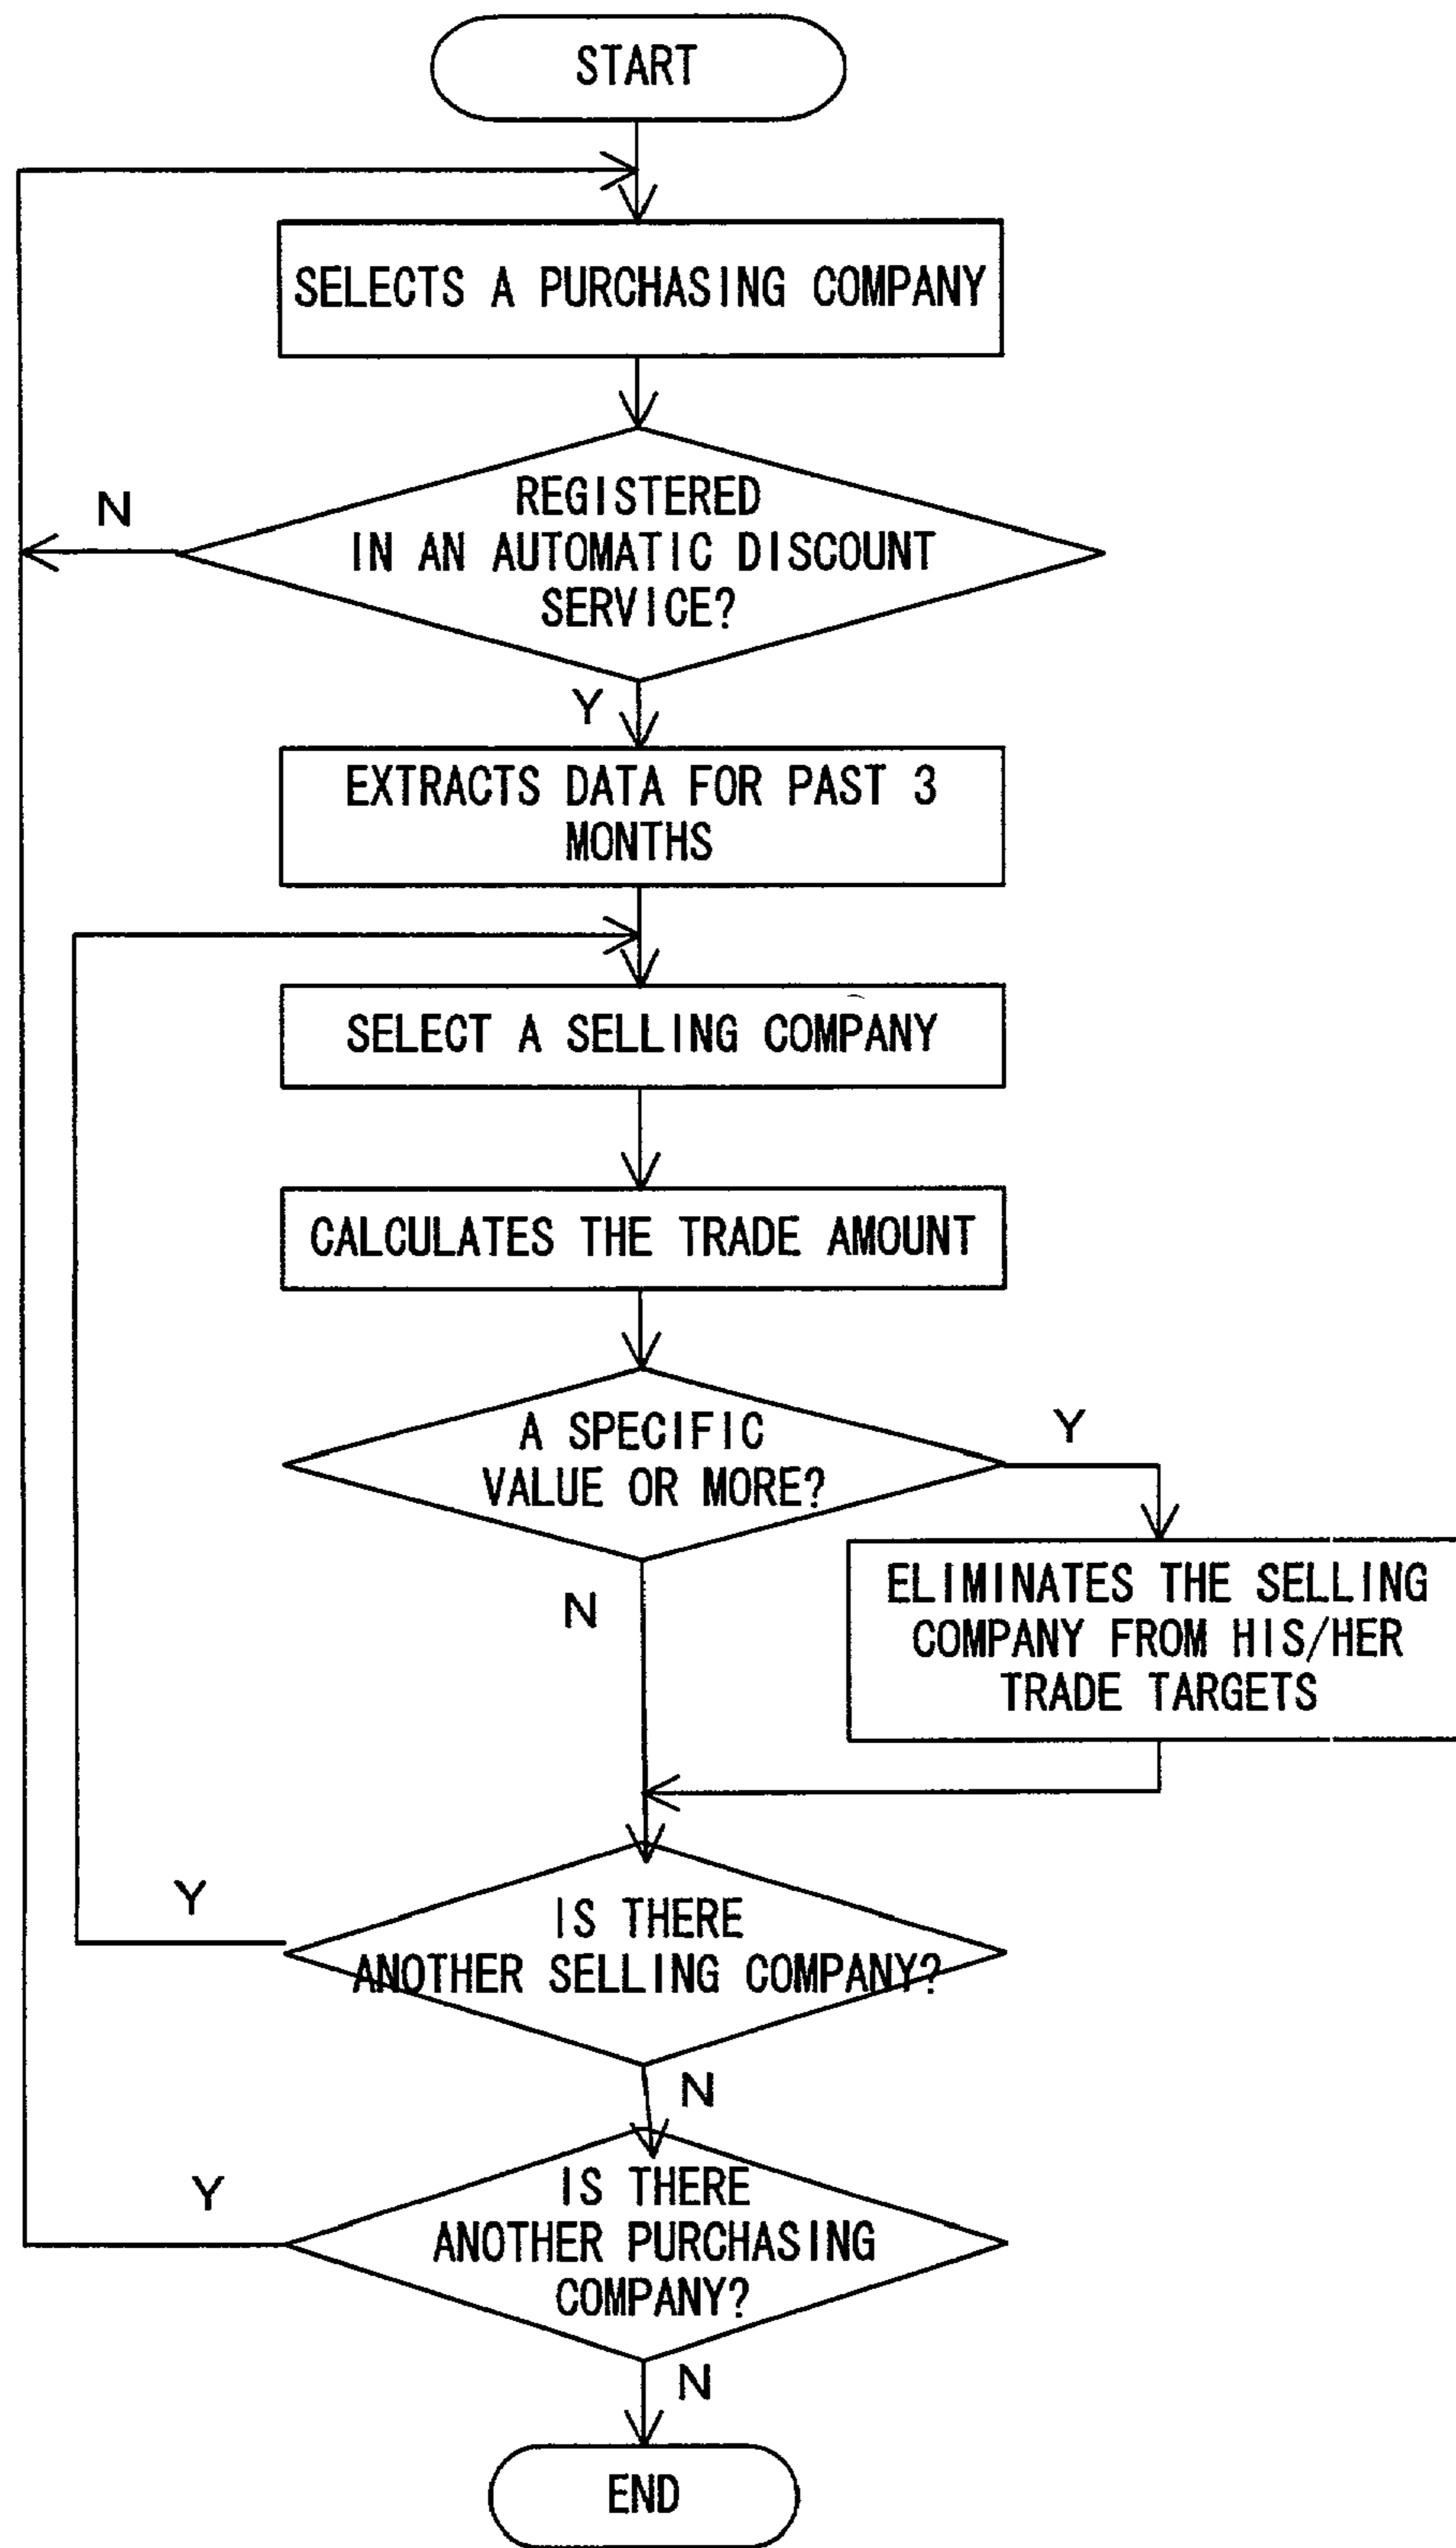 START
SELECTS A PURCHASING COMPANY
N
REGISTERED
IN AN AUTOMATIC DISCOUNT
SERVICE?
Y
EXTRACTS DATA FOR PAST 3
MONTHS
SELECT A SELLING COMPANY
CALCULATES THE TRADE AMOUNT
A SPECIFIC
VALUE OR MORE?
Y
N
ELIMINATES THE SELLING
COMPANY FROM HIS/HER
TRADE TARGETS
Y
IS THERE
ANOTHER SELLING COMPANY?
N
Y
IS THERE
ANOTHER PURCHASING
COMPANY?
N
END